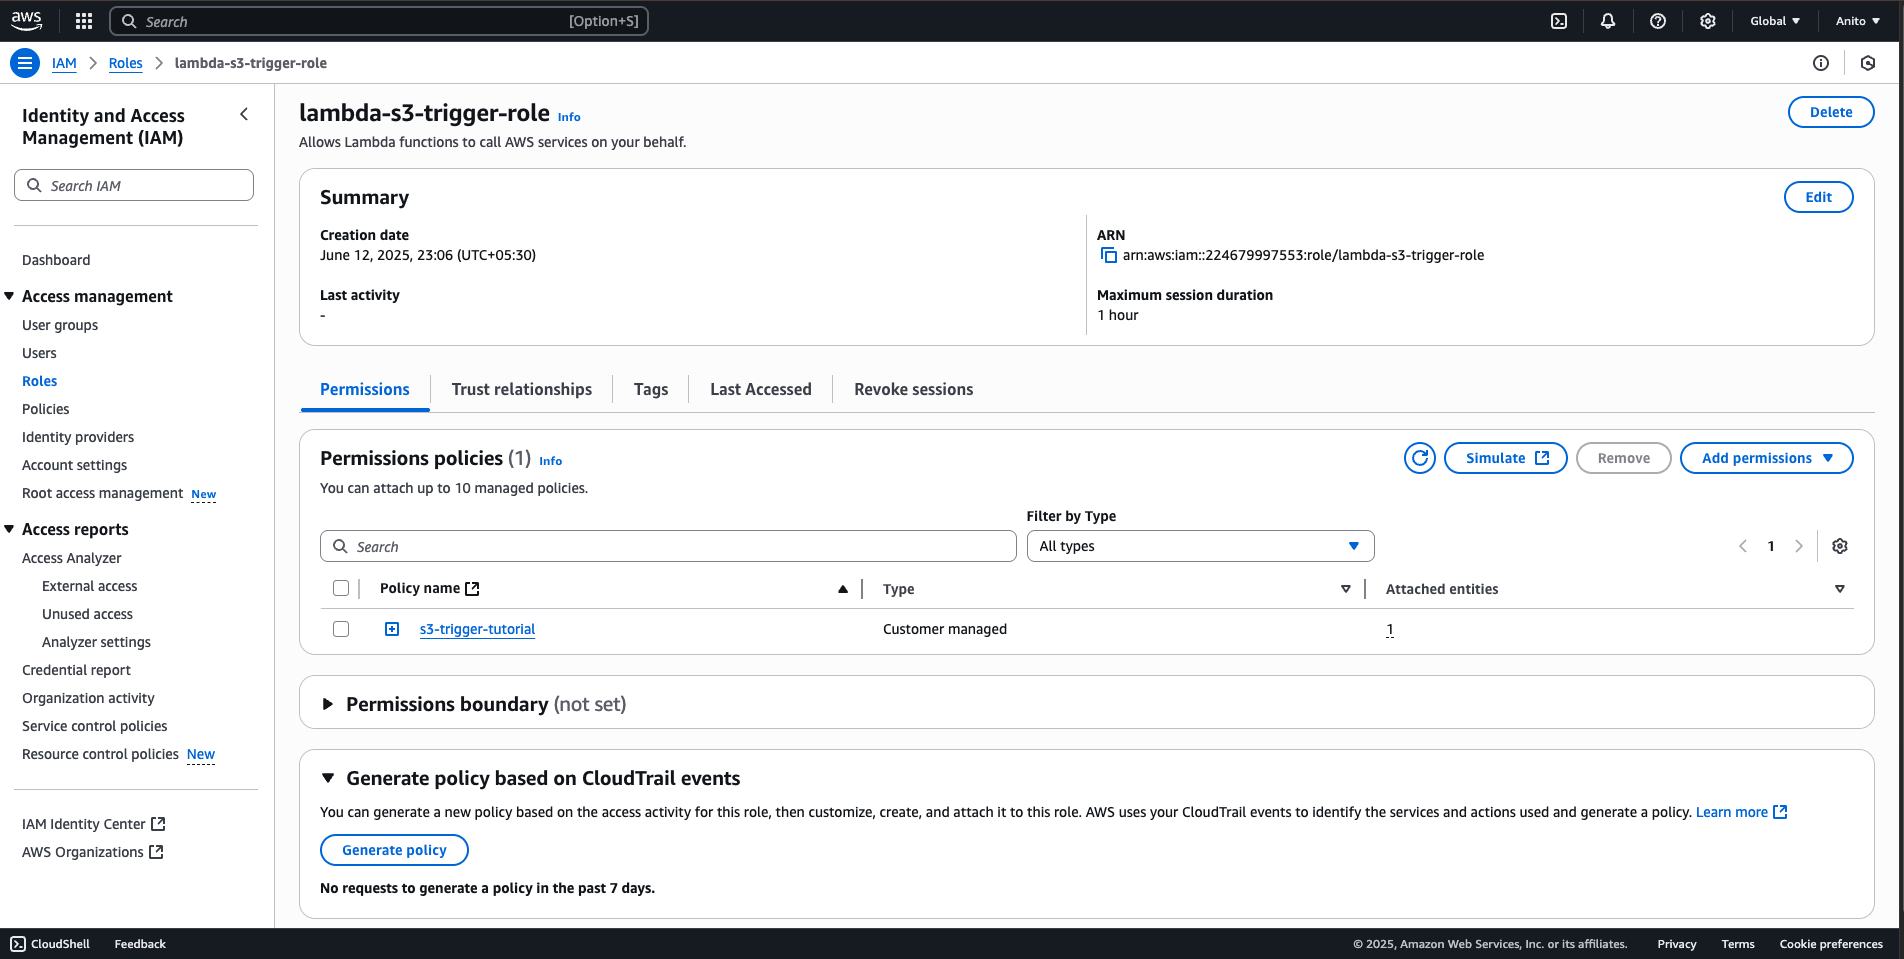 aws
Search [Option+S]
Global
Anito
IAM
Roles
lambda-s3-trigger-role
Identity and Access
Management (IAM)
Search IAM
Dashboard
Access management
User groups
Users
Roles
Policies
Identity providers
Account settings
Root access management New
Access reports
Access Analyzer
External access
Unused access
Analyzer settings
Credential report
Organization activity
Service control policies
Resource control policies New
IAM Identity Center
AWS Organizations
lambda-s3-trigger-role Info
Delete
Allows Lambda functions to call AWS services on your behalf.
Summary
Edit
Creation date
June 12, 2025, 23:06 (UTC+05:30)
ARN
arn:aws:iam::224679997553:role/lambda-s3-trigger-role
Last activity
-
Maximum session duration
1 hour
Permissions
Trust relationships
Tags
Last Accessed
Revoke sessions
Permissions policies (1) Info
Simulate
Remove
Add permissions
You can attach up to 10 managed policies.
Filter by Type
Search
All types
1
Policy name
Type
Attached entities
s3-trigger-tutorial
Customer managed
1
Permissions boundary (not set)
Generate policy based on CloudTrail events
You can generate a new policy based on the access activity for this role, then customize, create, and attach it to this role. AWS uses your CloudTrail events to identify the services and actions used and generate a policy. Learn more
Generate policy
No requests to generate a policy in the past 7 days.
CloudShell
Feedback
© 2025, Amazon Web Services, Inc. or its affiliates.
Privacy
Terms
Cookie preferences